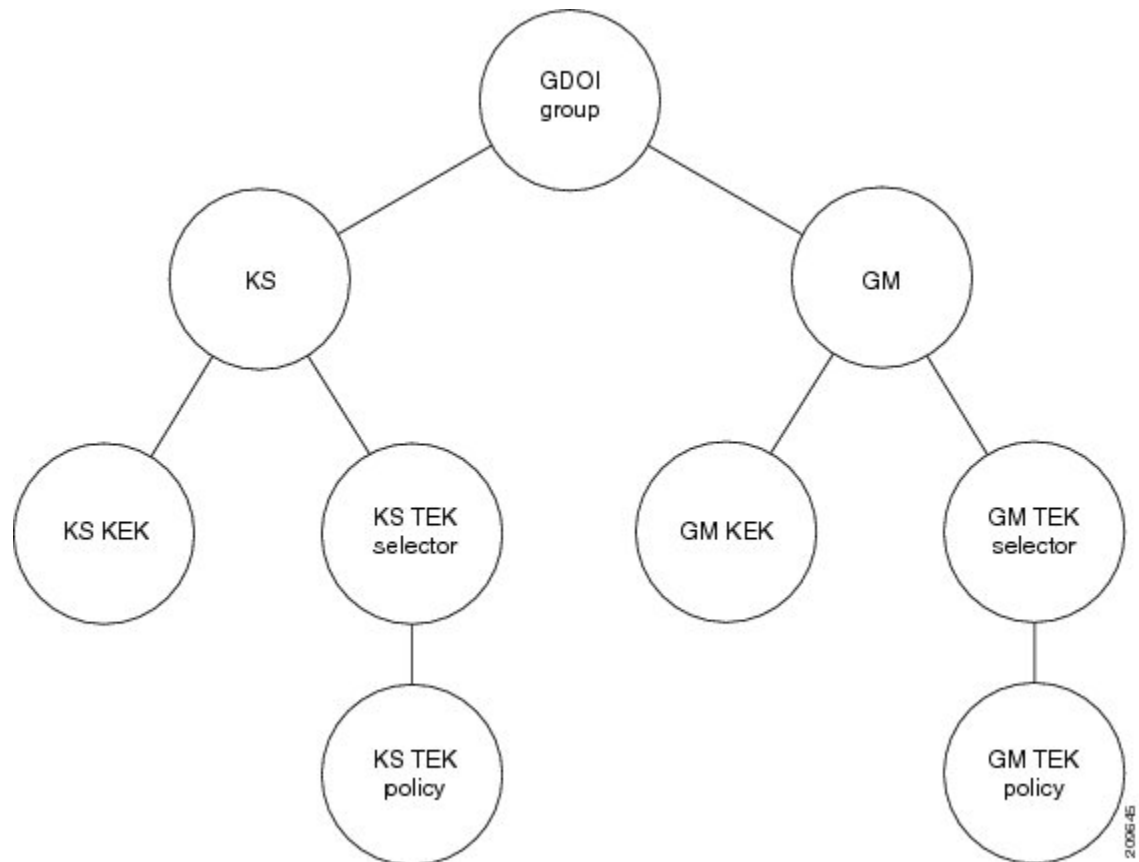 GDOI
group
KS
GM
KS KEK
KS TEK
selector
GM KEK
GM TEK
selector
KS TEK
policy
GM TEK
policy
209645